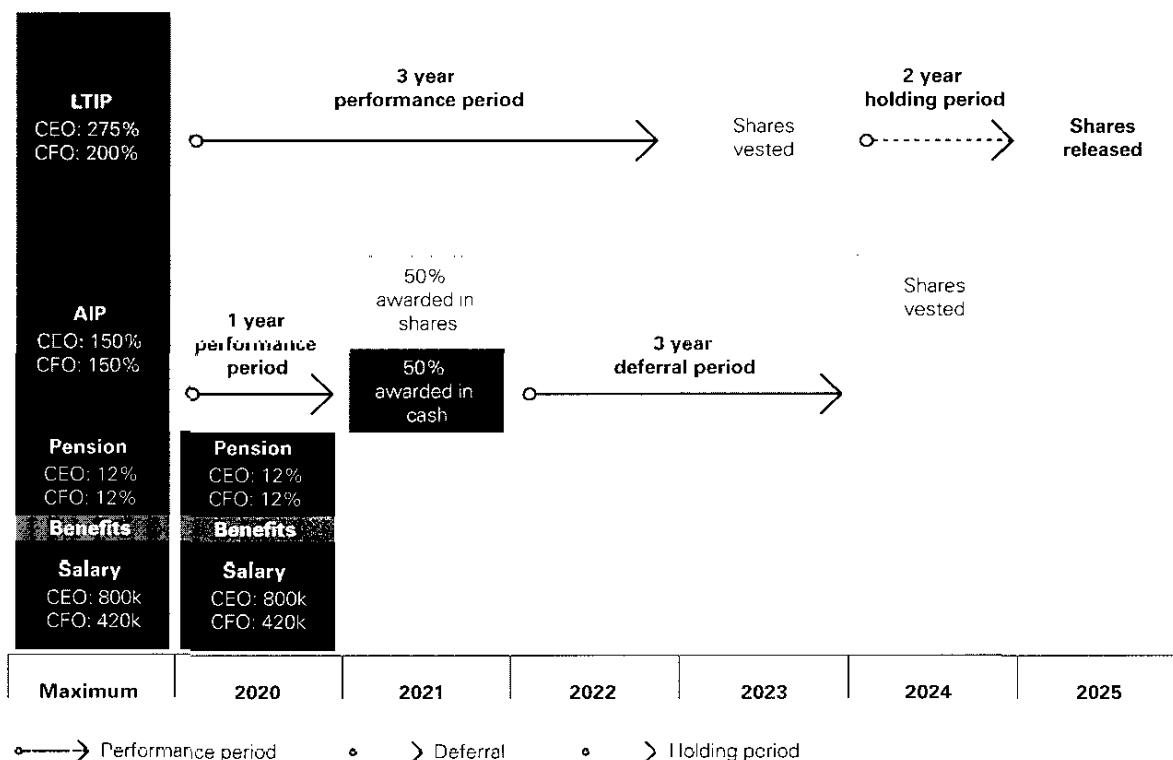 LTIP
CEO: 275%
CFO: 200%
3 year
performance period
Shares
vested
2 year
holding period
Shares
released
AIP
CEO: 150%
CFO: 150%
1 year
performance
period
50%
awarded in
shares
50%
awarded in
cash
3 year
deferral period
Shares
vested
Pension
CEO: 12%
CFO: 12%
Benefits
Salary
CEO: 800k
CFO: 420k
Pension
CEO: 12%
CFO: 12%
Benefits
Salary
CEO: 800k
CFO: 420k
Maximum
2020
2021
2022
2023
2024
2025
Performance period
Deferral
Holding period